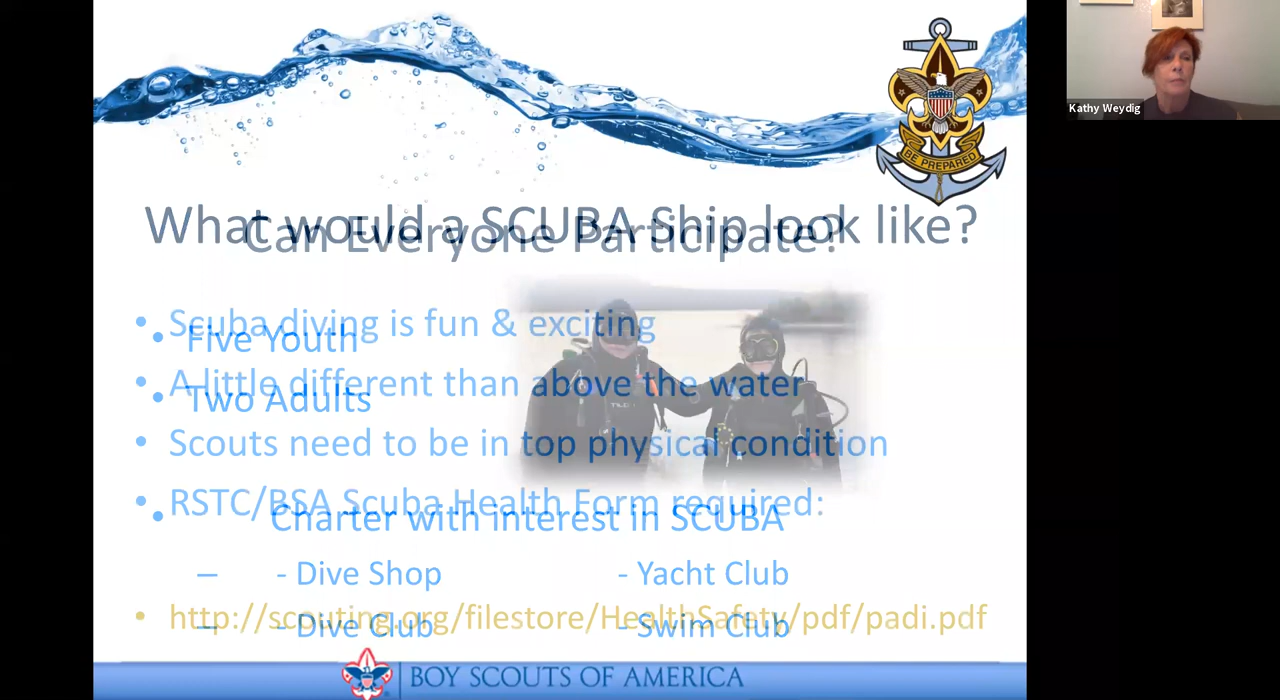 Kathy Weydig
BE PREPARED
What would a SCUBA Ship look like?
Can Everyone Participate?
• Scuba diving is fun & exciting
• Five Youth
• A little different than above the water
• Two Adults
• Scouts need to be in top physical condition
• RSTC/BSA Scuba Health Form required:
• Charter with interest in SCUBA
– - Dive Shop - Yacht Club
• http://scouting.org/filestore/HealthSafety/pdf/padi.pdf
– - Dive Club - Swim Club
BOY SCOUTS OF AMERICA